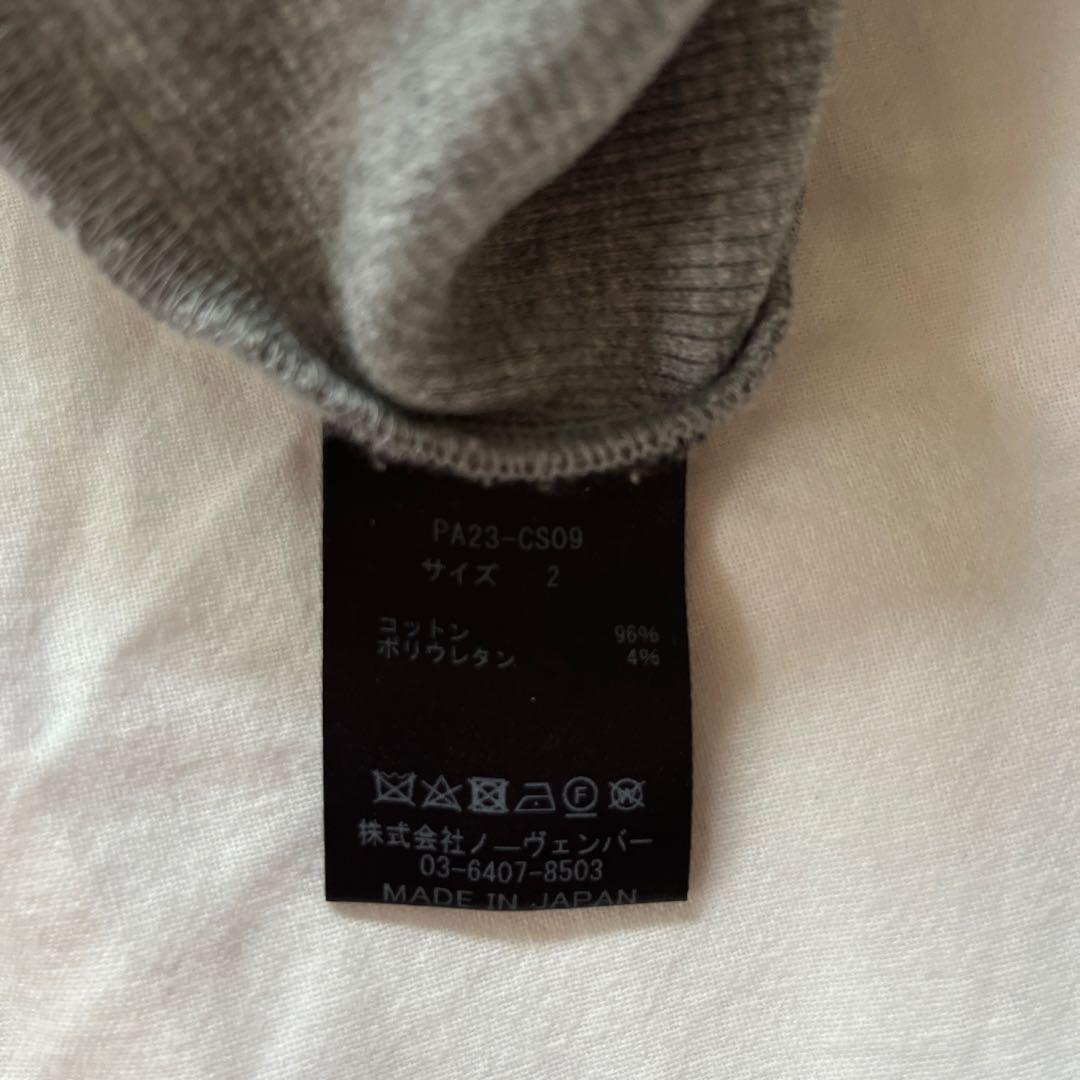 PA23-CS09
サイズ 2
コットン 96%
ポリウレタン 4%
F W
株式会社ノーヴェンバー
03-6407-8503
MADE IN JAPAN